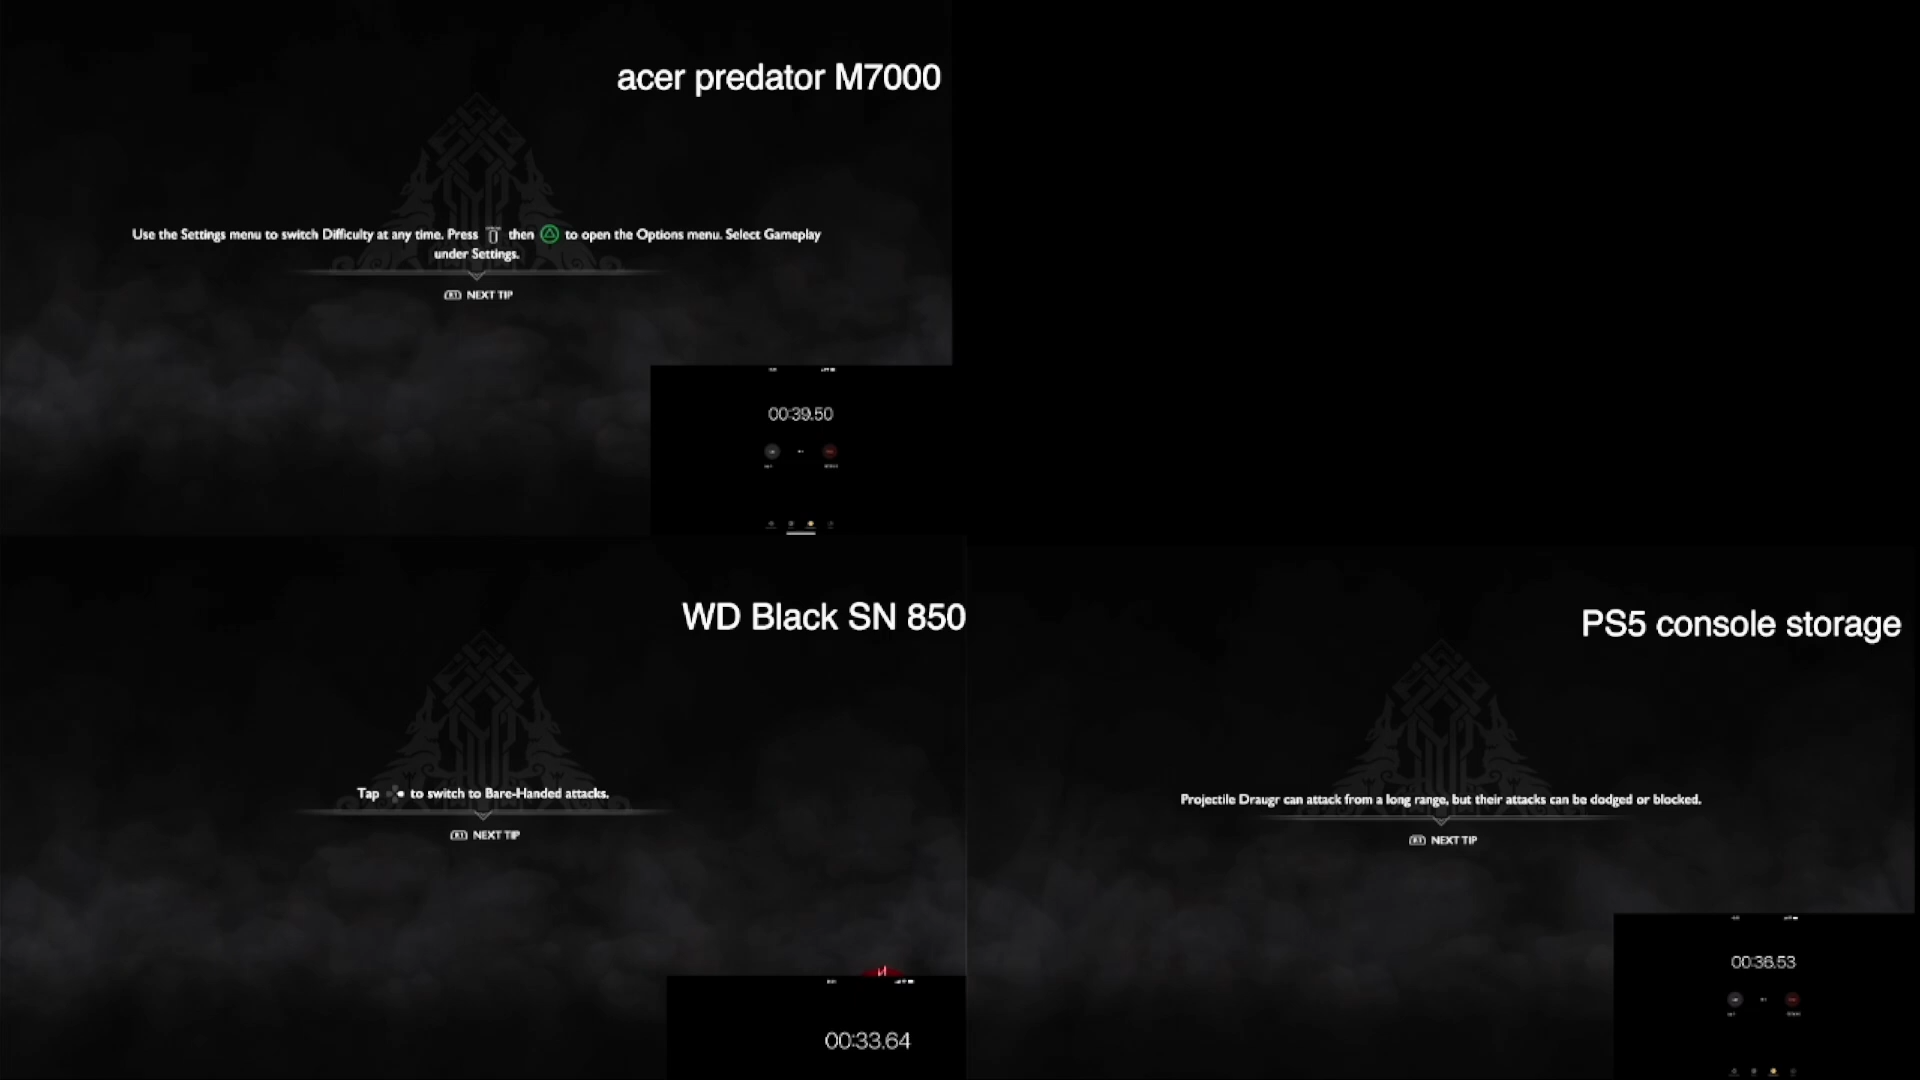 acer predator M7000
Use the Settings menu to switch Difficulty at any time. Press then to open the Options menu. Select Gameplay
under Settings.
R1 NEXT TIP
00:39.50
WD Black SN 850
Tap to switch to Bare-Handed attacks.
R1 NEXT TIP
00:33.64
PS5 console storage
Projectile Draugr can attack from a long range, but their attacks can be dodged or blocked.
R1 NEXT TIP
00:36.53